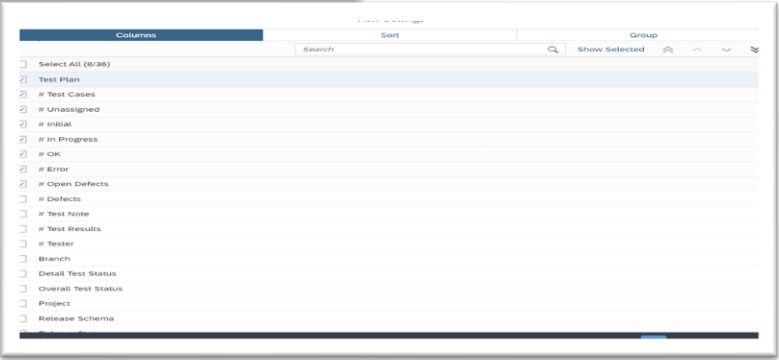 Columns Sort Group
Search Show Selected
Select All (8/36)
Test Plan
# Test Cases
# Unassigned
# Initial
# In Progress
# OK
# Error
# Open Defects
# Defects
# Test Note
# Test Results
# Tester
Branch
Detail Test Status
Overall Test Status
Project
Release Schema